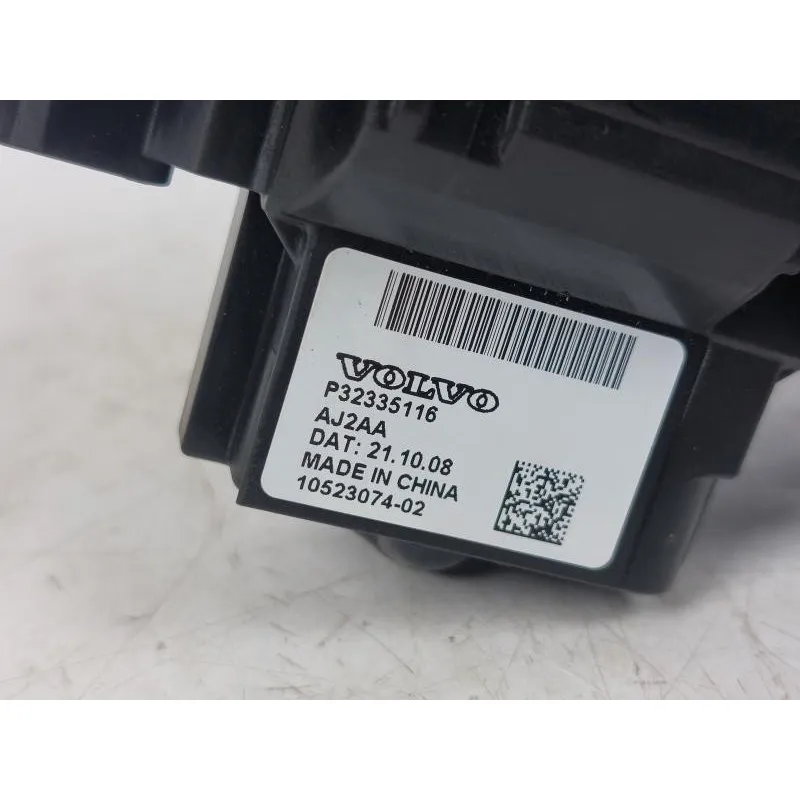 VOLVO
P32335116
AJ2AA
DAT: 21.10.08
MADE IN CHINA
10523074-02